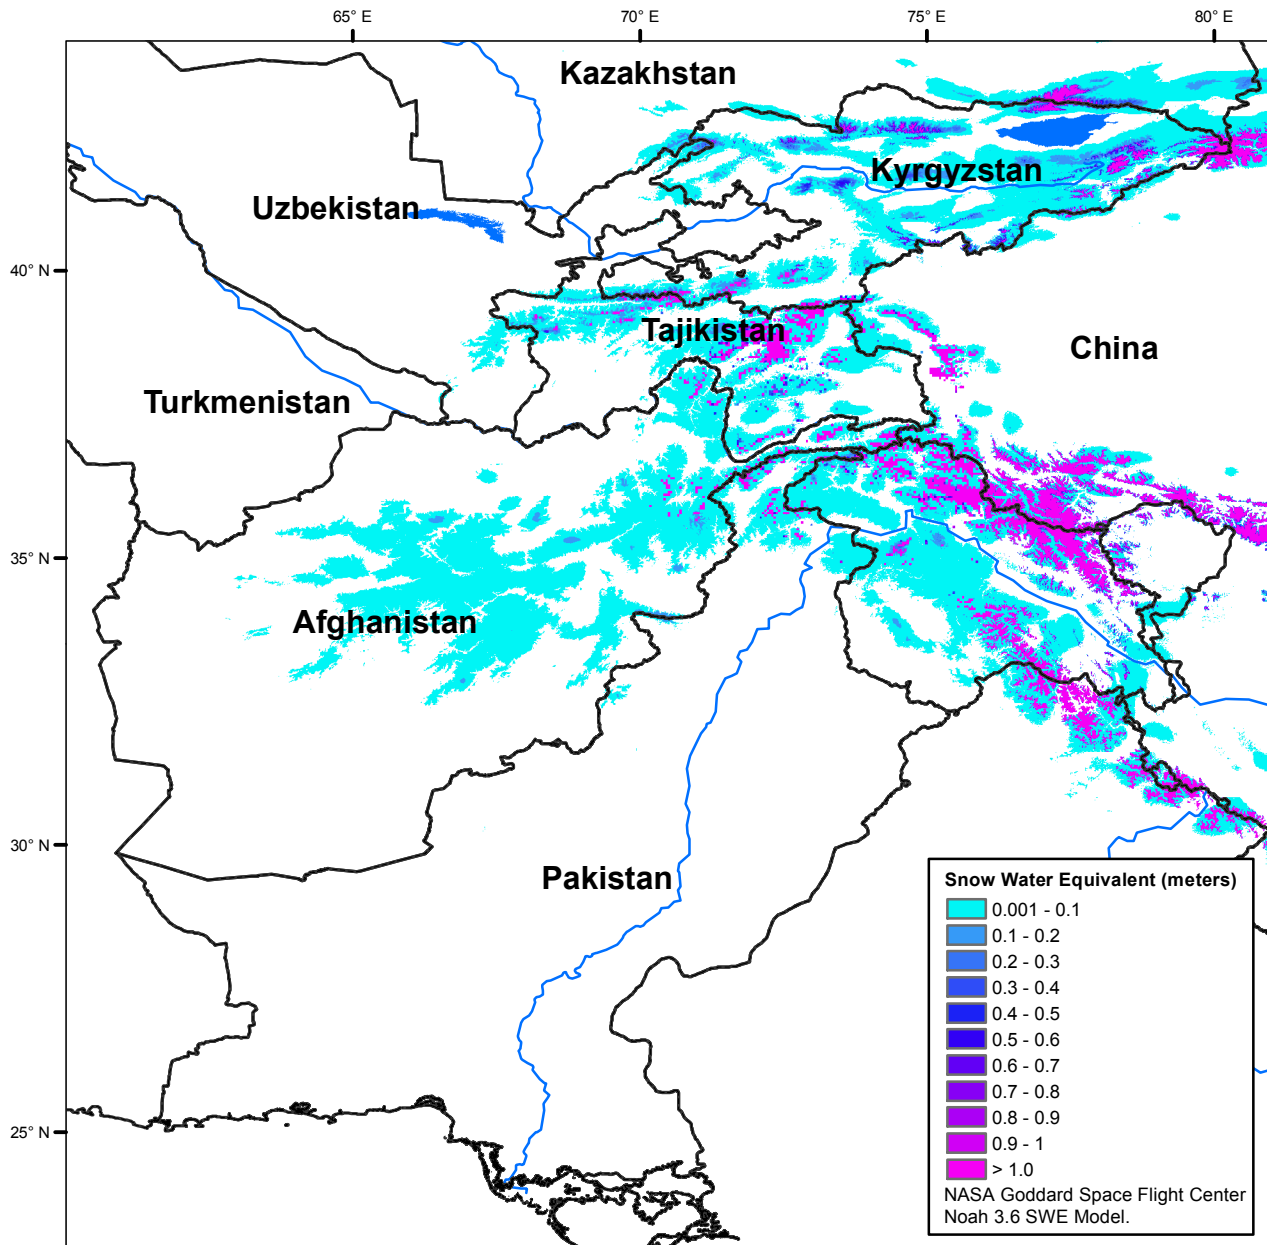 65° E
70° E
75° E
80° E
Kazakhstan
Kyrgyzstan
Uzbekistan
40° N
Tajikistan
China
Turkmenistan
35° N
Afghanistan
30° N
Pakistan
25° N
Snow Water Equivalent (meters)
0.001 - 0.1
0.1 - 0.2
0.2 - 0.3
0.3 - 0.4
0.4 - 0.5
0.5 - 0.6
0.6 - 0.7
0.7 - 0.8
0.8 - 0.9
0.9 - 1
> 1.0
NASA Goddard Space Flight Center
Noah 3.6 SWE Model.